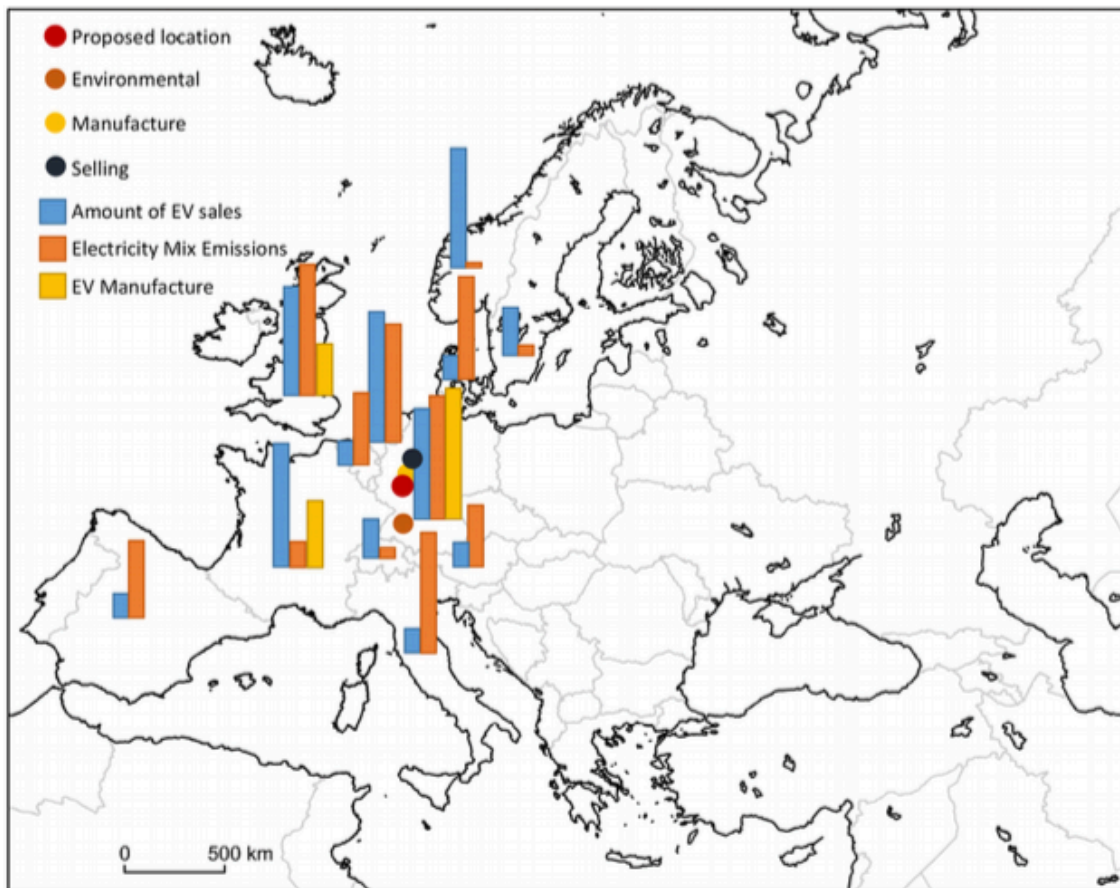 Proposed location
Environmental
Manufacture
Selling
Amount of EV sales
Electricity Mix Emissions
EV Manufacture
0 500 km